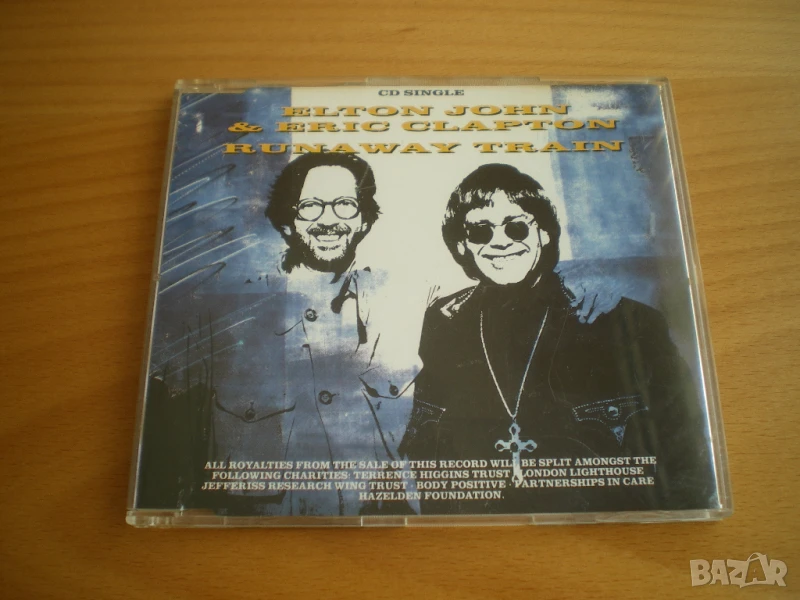 CD SINGLE
ELTON JOHN
& ERIC CLAPTON
RUNAWAY TRAIN
ALL ROYALTIES FROM THE SALE OF THIS RECORD WILL BE SPLIT AMONGST THE
FOLLOWING CHARITIES: TERRENCE HIGGINS TRUST · LONDON LIGHTHOUSE
JEFFERISS RESEARCH WING TRUST · BODY POSITIVE · PARTNERSHIPS IN CARE
HAZELDEN FOUNDATION.
BAZAR